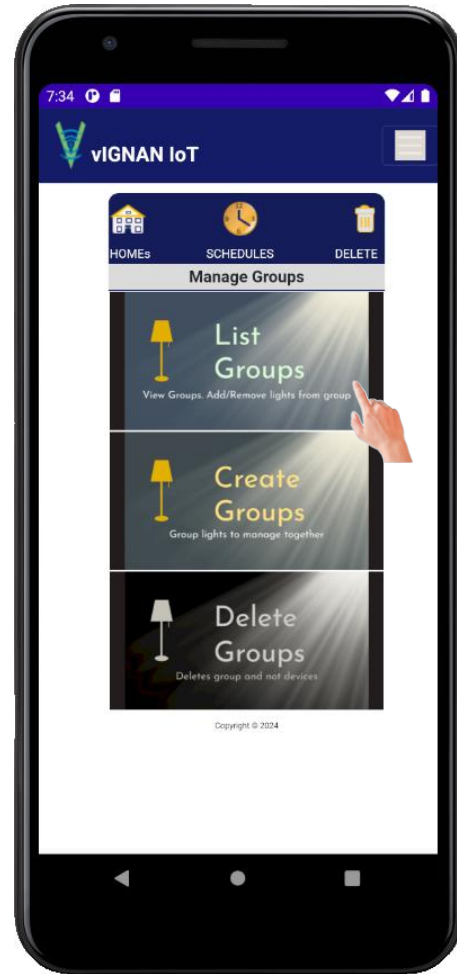 7:34
vIGNAN IoT
HOMEs SCHEDULES DELETE
Manage Groups
List
Groups
View Groups. Add/Remove lights from group
Create
Groups
Group lights to manage together
Delete
Groups
Deletes group and not devices
Copyright © 2024